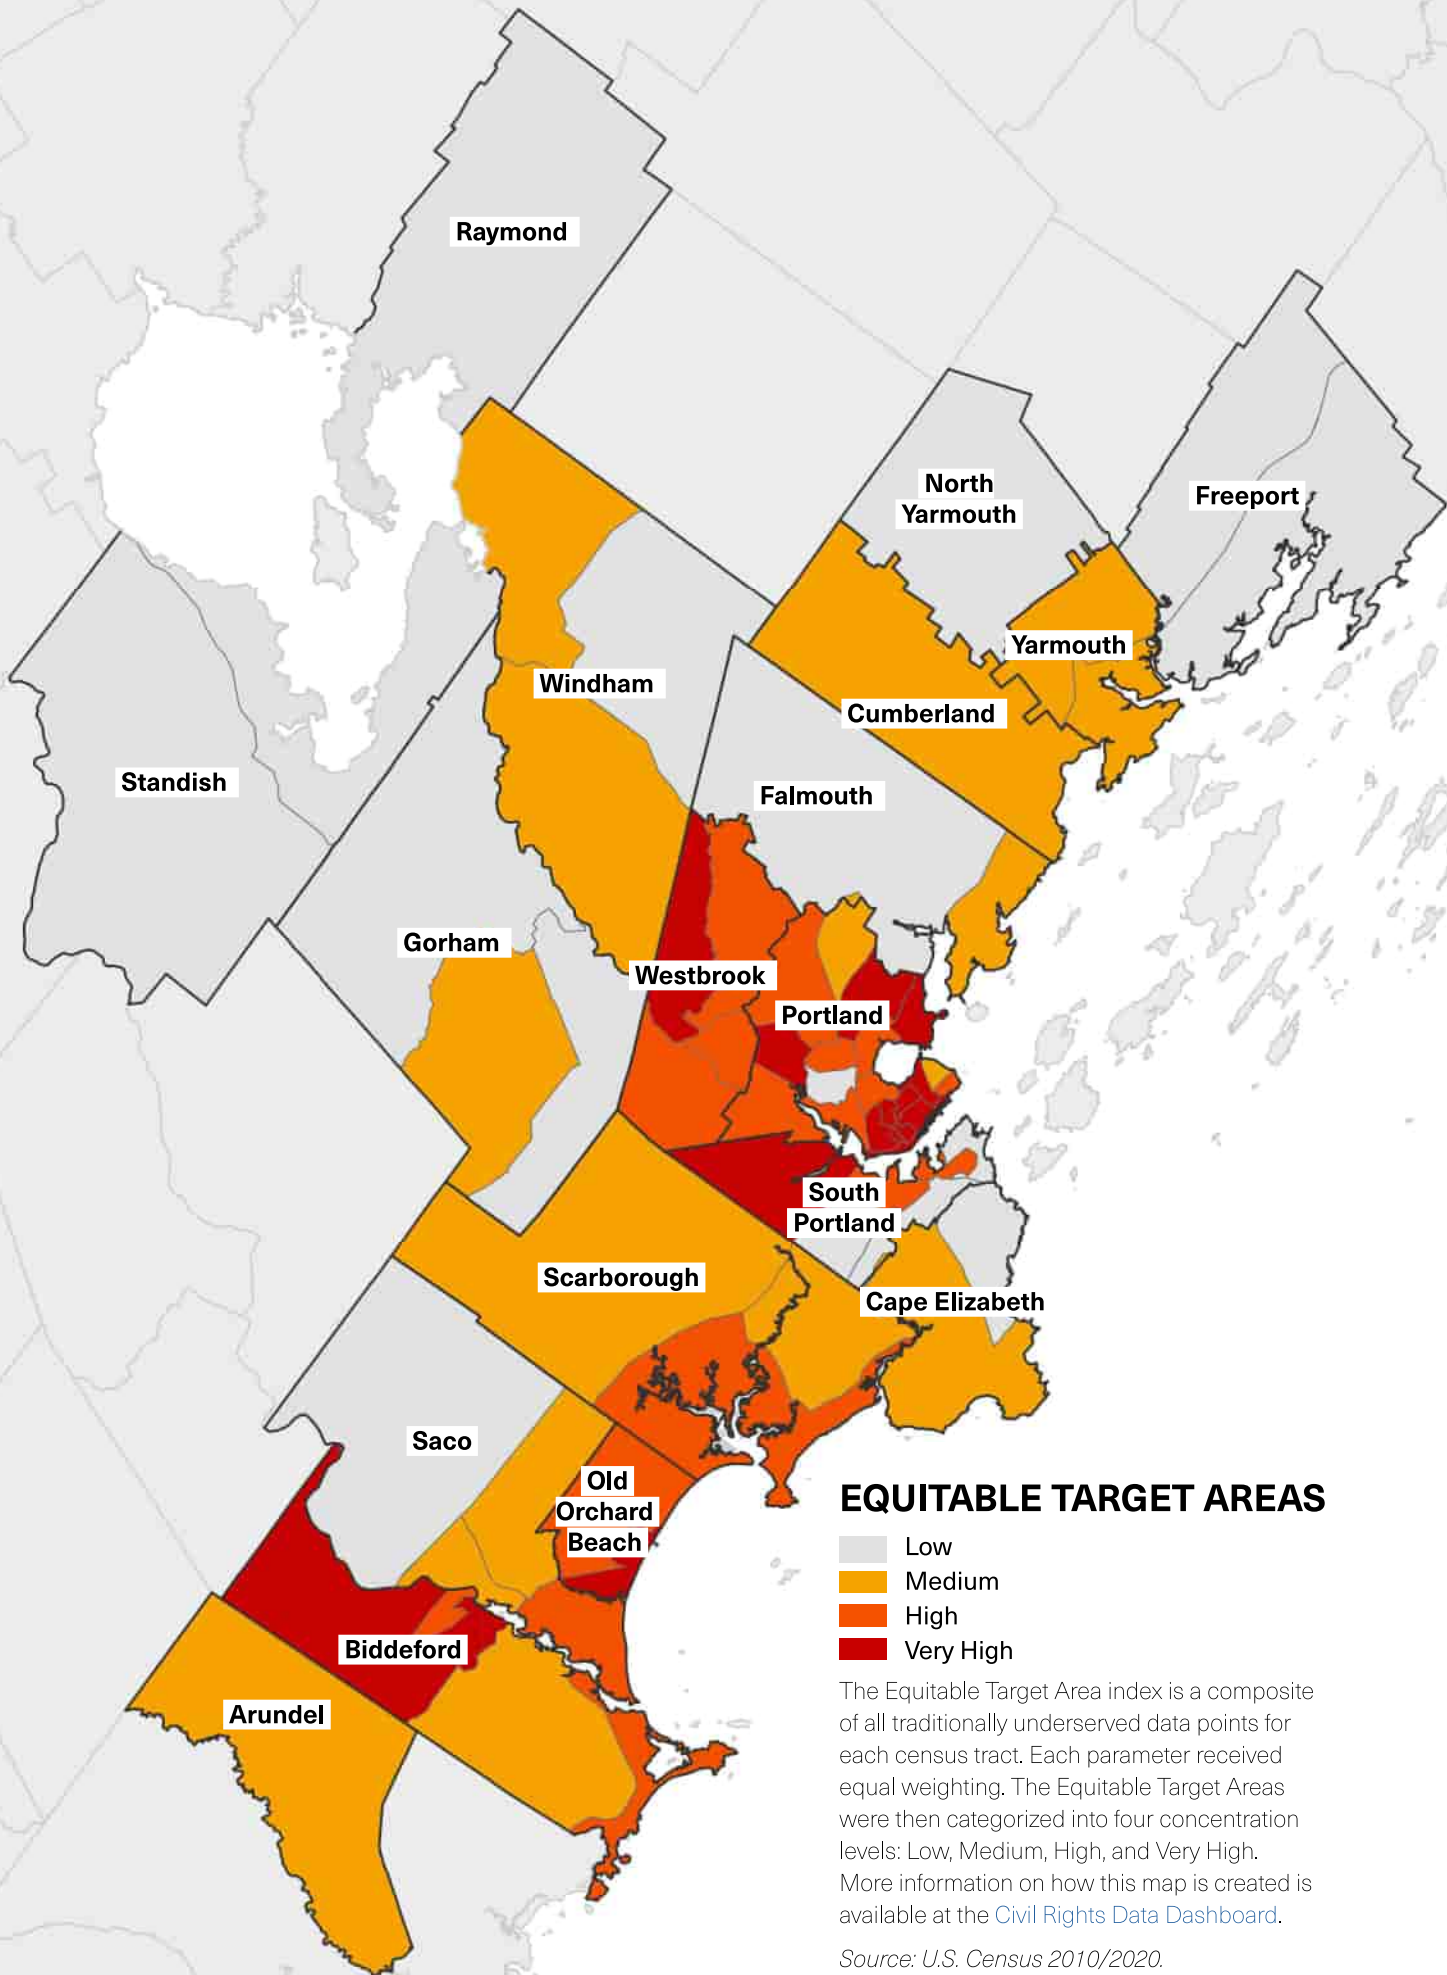 Raymond
North
Yarmouth
Freeport
Yarmouth
Windham
Cumberland
Standish
Falmouth
Gorham
Westbrook
Portland
South
Portland
Scarborough
Cape Elizabeth
Saco
Old
Orchard
Beach
Biddeford
Arundel
EQUITABLE TARGET AREAS
Low
Medium
High
Very High
The Equitable Target Area index is a composite
of all traditionally underserved data points for
each census tract. Each parameter received
equal weighting. The Equitable Target Areas
were then categorized into four concentration
levels: Low, Medium, High, and Very High.
More information on how this map is created is
available at the Civil Rights Data Dashboard.
Source: U.S. Census 2010/2020.